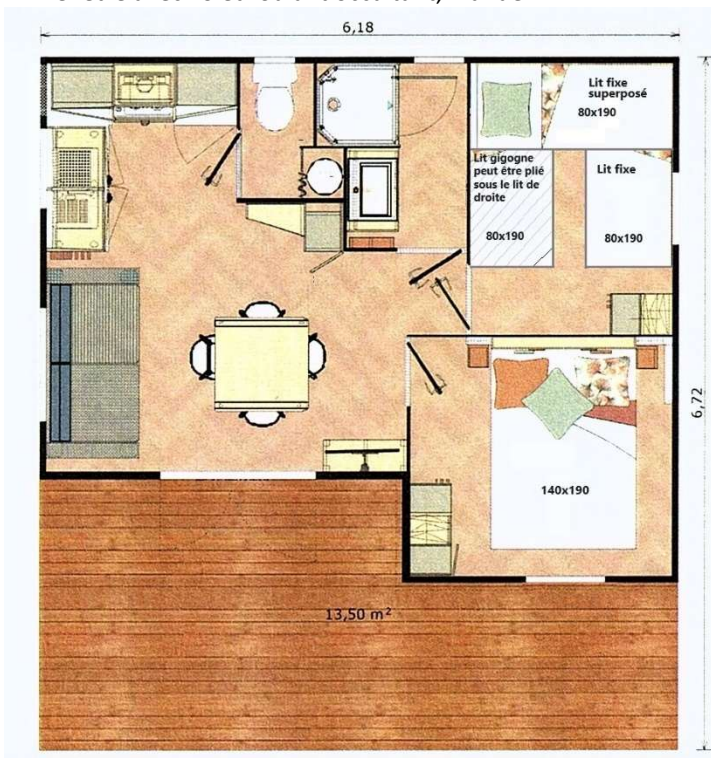 6,18
Lit fixe
superposé
80x190
Lit gigogne
peut être plié
sous le lit de
droite
80x190
Lit fixe
80x190
6,72
140x190
13,50 m²